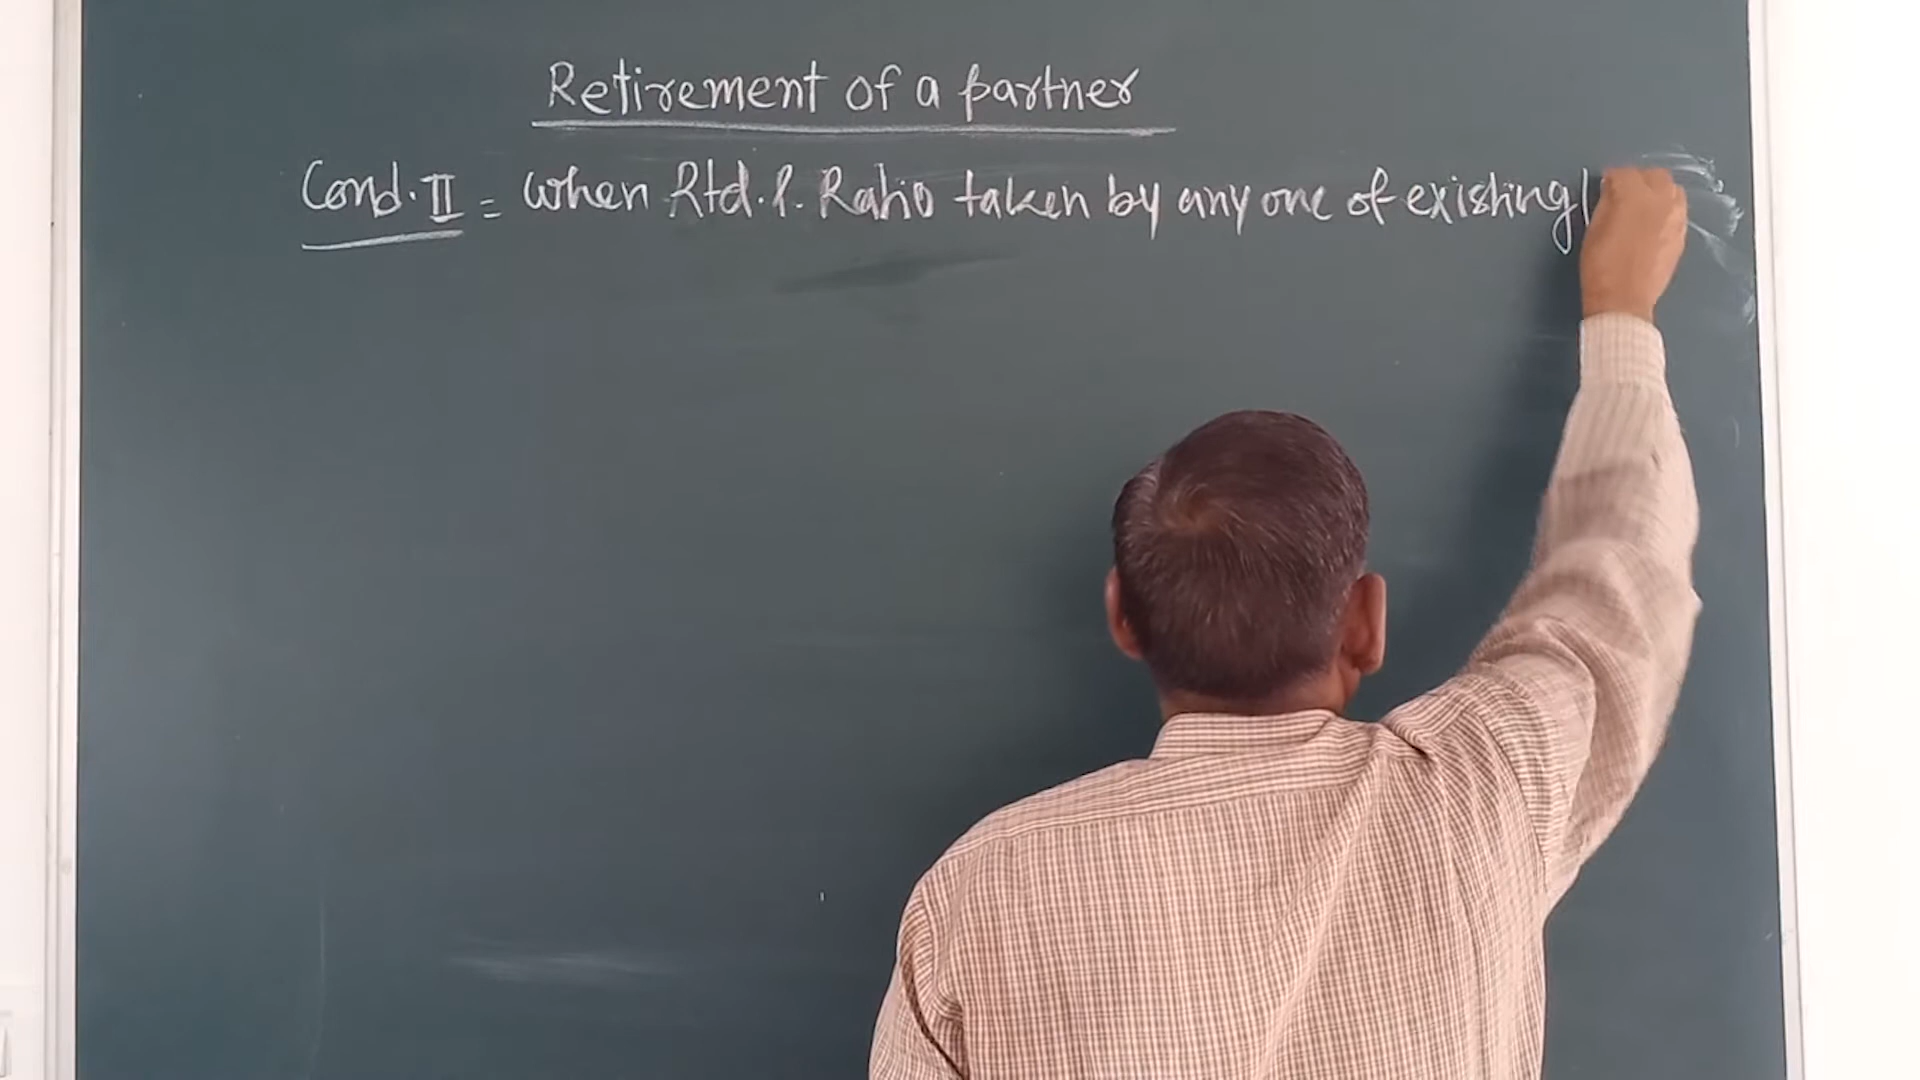 Retirement of a partner
Cond. II = when Rtd. P. Ratio taken by any one of existing